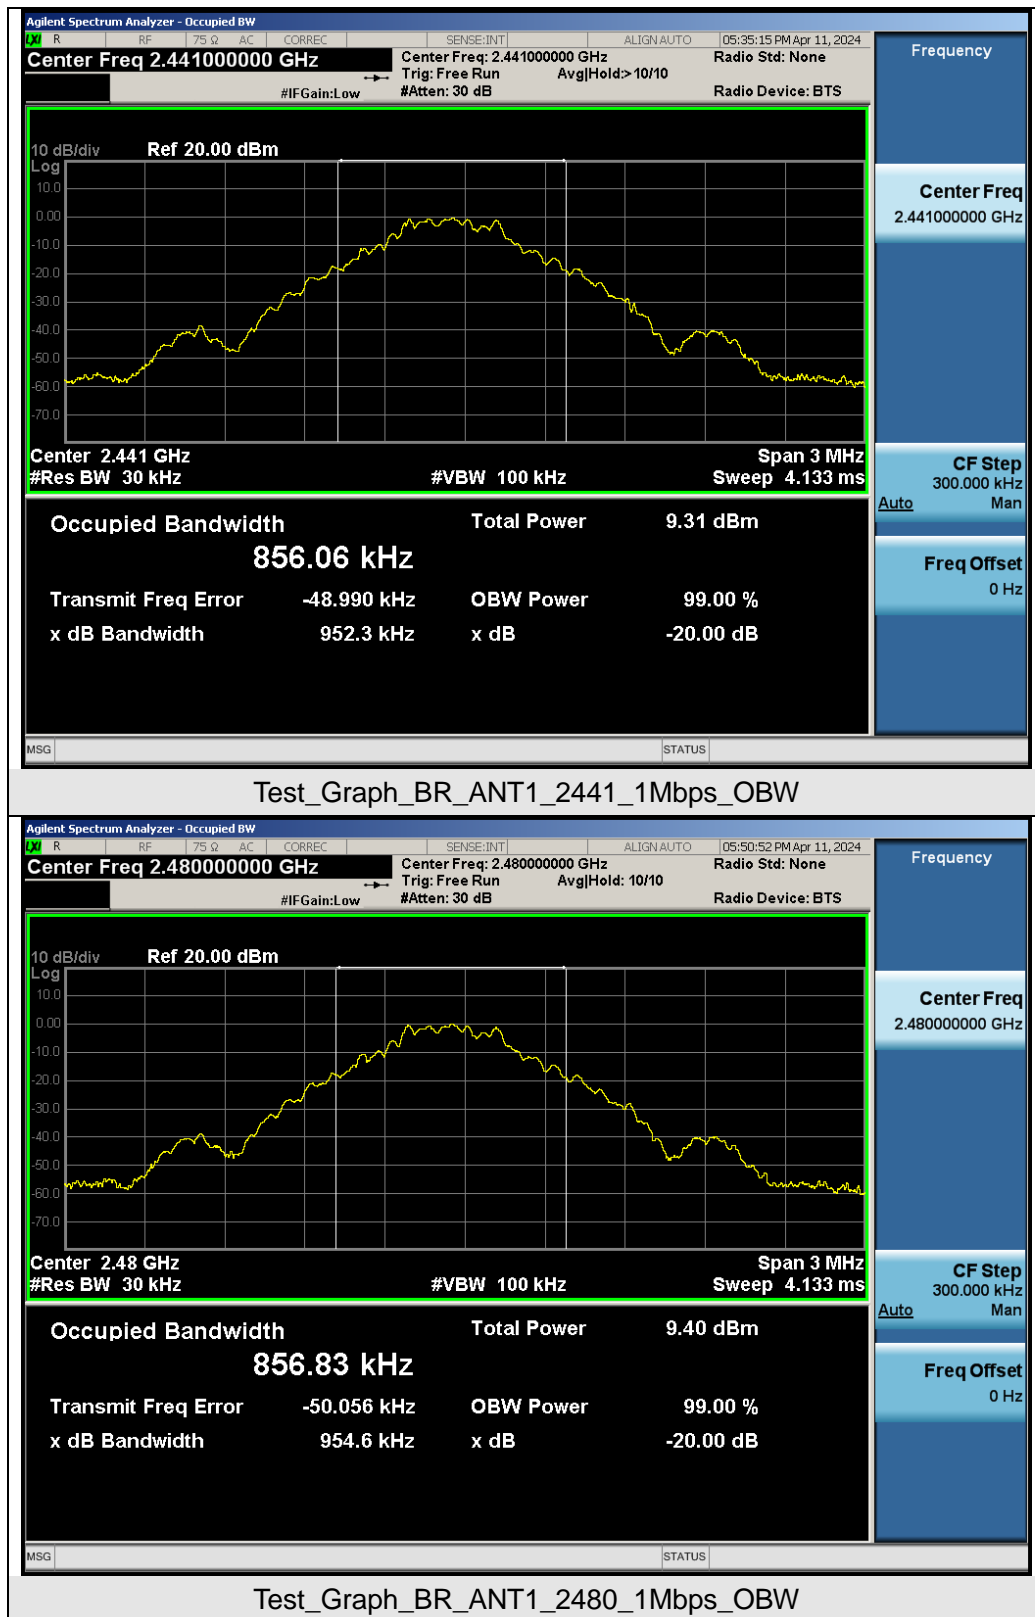 Agilent Spectrum Analyzer - Occupied BW
LXI R RF 75 Ω AC CORREC SENSE:INT ALIGN AUTO 05:35:15 PM Apr 11, 2024
Center Freq 2.441000000 GHz
Center Freq: 2.441000000 GHz Radio Std: None
Trig: Free Run Avg|Hold:> 10/10
#IFGain:Low #Atten: 30 dB Radio Device: BTS
Frequency
10 dB/div Ref 20.00 dBm
Log
10.0
0.00
-10.0
-20.0
-30.0
-40.0
-50.0
-60.0
-70.0
Center 2.441 GHz Span 3 MHz
#Res BW 30 kHz #VBW 100 kHz Sweep 4.133 ms
Center Freq
2.441000000 GHz
CF Step
300.000 kHz
Auto Man
Freq Offset
0 Hz
Occupied Bandwidth Total Power 9.31 dBm
856.06 kHz
Transmit Freq Error -48.990 kHz OBW Power 99.00 %
x dB Bandwidth 952.3 kHz x dB -20.00 dB
MSG STATUS
Test_Graph_BR_ANT1_2441_1Mbps_OBW
Agilent Spectrum Analyzer - Occupied BW
LXI R RF 75 Ω AC CORREC SENSE:INT ALIGN AUTO 05:50:52 PM Apr 11, 2024
Center Freq 2.480000000 GHz
Center Freq: 2.480000000 GHz Radio Std: None
Trig: Free Run Avg|Hold: 10/10
#IFGain:Low #Atten: 30 dB Radio Device: BTS
Frequency
10 dB/div Ref 20.00 dBm
Log
10.0
0.00
-10.0
-20.0
-30.0
-40.0
-50.0
-60.0
-70.0
Center 2.48 GHz Span 3 MHz
#Res BW 30 kHz #VBW 100 kHz Sweep 4.133 ms
Center Freq
2.480000000 GHz
CF Step
300.000 kHz
Auto Man
Freq Offset
0 Hz
Occupied Bandwidth Total Power 9.40 dBm
856.83 kHz
Transmit Freq Error -50.056 kHz OBW Power 99.00 %
x dB Bandwidth 954.6 kHz x dB -20.00 dB
MSG STATUS
Test_Graph_BR_ANT1_2480_1Mbps_OBW